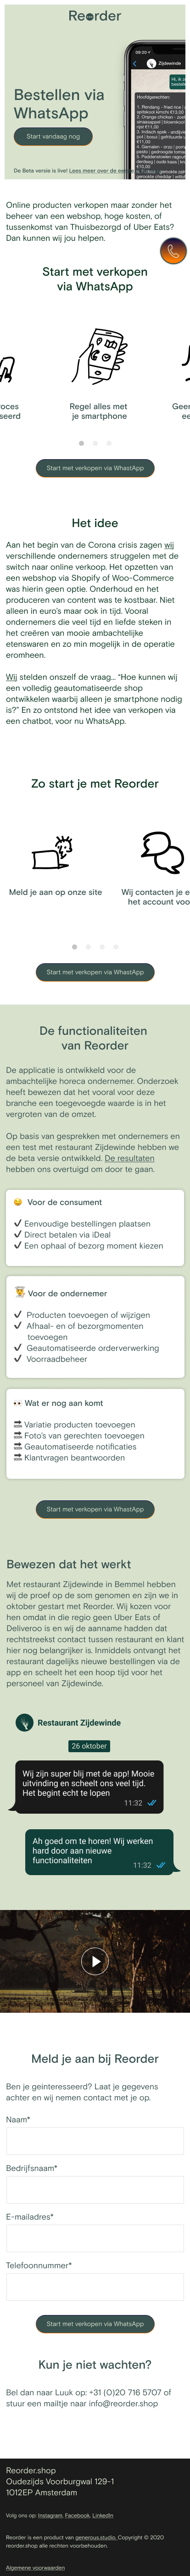 Reorder
Bestellen via
WhatsApp
Start vandaag nog
De Beta versie is live! Lees meer over de
Zijdewinde
Hoofdgerechten:
Online producten verkopen maar zonder het
beheer van een webshop, hoge kosten, of
tussenkomst van Thuisbezorgd of Uber Eats?
Dan kunnen wij jou helpen.
Start met verkopen
via WhatsApp
Regel alles met
je smartphone
Start met verkopen via WhastApp
Het idee
Aan het begin van de Corona crisis zagen wij
verschillende ondernemers struggelen met de
switch naar online verkoop. Het opzetten van
een webshop via Shopify of Woo-Commerce
was hierin geen optie. Onderhoud en het
produceren van content was te kostbaar. Niet
alleen in euro's maar ook in tijd. Vooral
ondernemers die veel tijd en liefde steken in
het creëren van mooie ambachtelijke
etenswaren en zo min mogelijk in de operatie
eromheen.
Wij stelden onszelf de vraag... “Hoe kunnen wij
een volledig geautomatiseerde shop
ontwikkelen waarbij alleen je smartphone nodig
is?” En zo ontstond het idee van verkopen via
een chatbot, voor nu WhatsApp.
Zo start je met Reorder
Meld je aan op onze site
Wij contacten je e
het account voo
Start met verkopen via WhastApp
De functionaliteiten
van Reorder
De applicatie is ontwikkeld voor de
ambachtelijke horeca ondernemer. Onderzoek
heeft bewezen dat het vooral voor deze
branche een toegevoegde waarde is in het
vergroten van de omzet.
Op basis van gesprekken met ondernemers en
een test met restaurant Zijdewinde hebben we
de beta versie ontwikkeld. De resultaten
hebben ons overtuigd om door te gaan.
Voor de consument
Eenvoudige bestellingen plaatsen
Direct betalen via iDeal
Een ophaal of bezorg moment kiezen
Voor de ondernemer
Producten toevoegen of wijzigen
Afhaal- en of bezorgmomenten
toevoegen
Geautomatiseerde orderverwerking
Voorraadbeheer
Wat er nog aan komt
Variatie producten toevoegen
Foto's van gerechten toevoegen
Geautomatiseerde notificaties
Klantvragen beantwoorden
Start met verkopen via WhastApp
Bewezen dat het werkt
Met restaurant Zijdewinde in Bemmel hebben
wij de proef op de som genomen en zijn we in
oktober gestart met Reorder. Wij kozen voor
hen omdat in die regio geen Uber Eats of
Deliveroo is en wij de aanname hadden dat
rechtstreekst contact tussen restaurant en klant
hier nog belangrijker is. Inmiddels ontvangt het
restaurant dagelijks nieuwe bestellingen via de
app en scheelt het een hoop tijd voor het
personeel van Zijdewinde.
Restaurant Zijdewinde
26 oktober
Wij zijn super blij met de app! Mooie
uitvinding en scheelt ons veel tijd.
Het begint echt te lopen
11:32
Ah goed om te horen! Wij werken
hard door aan nieuwe
functionaliteiten
11:32
Meld je aan bij Reorder
Ben je geinteresseerd? Laat je gegevens
achter en wij nemen contact met je op.
Naam*
Bedrijfsnaam*
E-mailadres*
Telefoonnummer*
Start met verkopen via WhatsApp
Kun je niet wachten?
Bel dan naar Luuk op: +31 (0)20 716 5707 of
stuur een mailtje naar info@reorder.shop
Reorder.shop
Oudezijds Voorburgwal 129-1
1012EP Amsterdam
Volg ons op: Instagram, Facebook, LinkedIn
Reorder is een product van generous.studio. Copyright © 2020
reorder.shop alle rechten voorbehouden.
Algemene voorwaarden